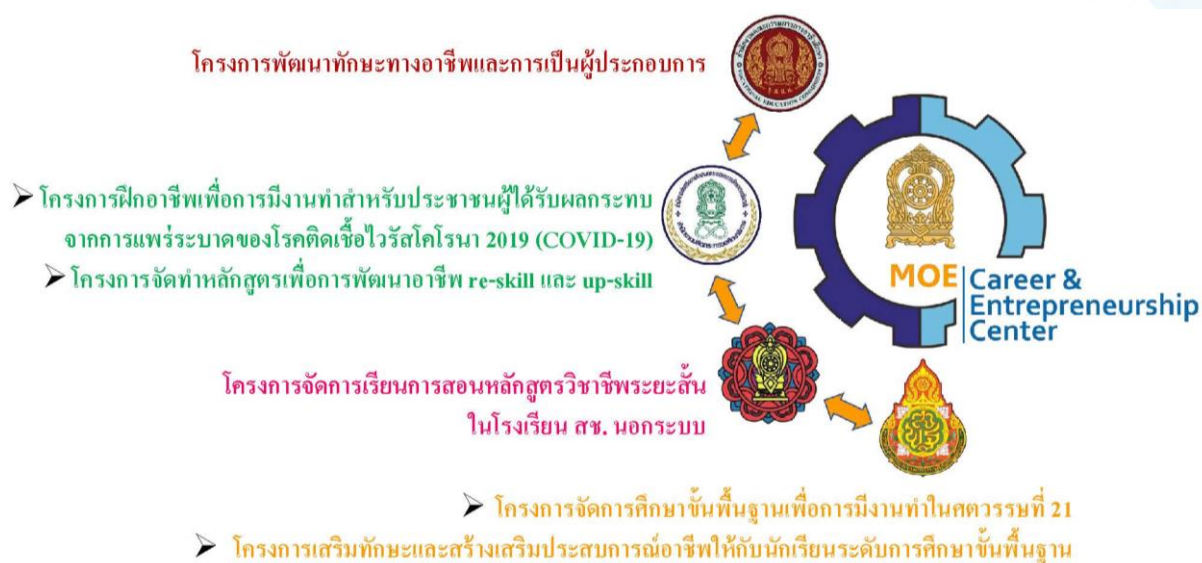 โครงการพัฒนาทักษะทางอาชีพและการเป็นผู้ประกอบการ
โครงการฝึกอาชีพเพื่อการมีงานทำสำหรับประชาชนผู้ได้รับผลกระทบ
จากการแพร่ระบาดของโรคติดเชื้อไวรัสโคโรนา 2019 (COVID-19)
โครงการจัดทำหลักสูตรเพื่อการพัฒนาอาชีพ re-skill และ up-skill
MOE
Career &
Entrepreneurship
Center
โครงการจัดการเรียนการสอนหลักสูตรวิชาชีพระยะสั้น
ในโรงเรียน สช. นอกระบบ
โครงการจัดการศึกษาขั้นพื้นฐานเพื่อการมีงานทำในศตวรรษที่ 21
โครงการเสริมทักษะและสร้างเสริมประสบการณ์อาชีพให้กับนักเรียนระดับการศึกษาขั้นพื้นฐาน